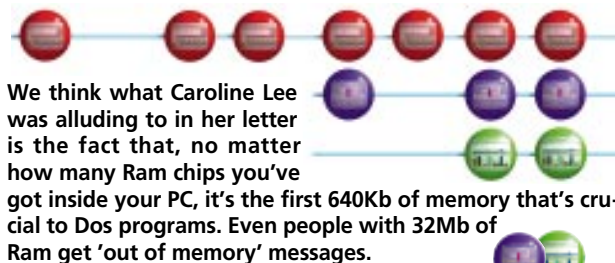 We think what Caroline Lee
was alluding to in her letter
is the fact that, no matter
how many Ram chips you've
got inside your PC, it's the first 640Kb of memory that's cru-
cial to Dos programs. Even people with 32Mb of
Ram get 'out of memory' messages.